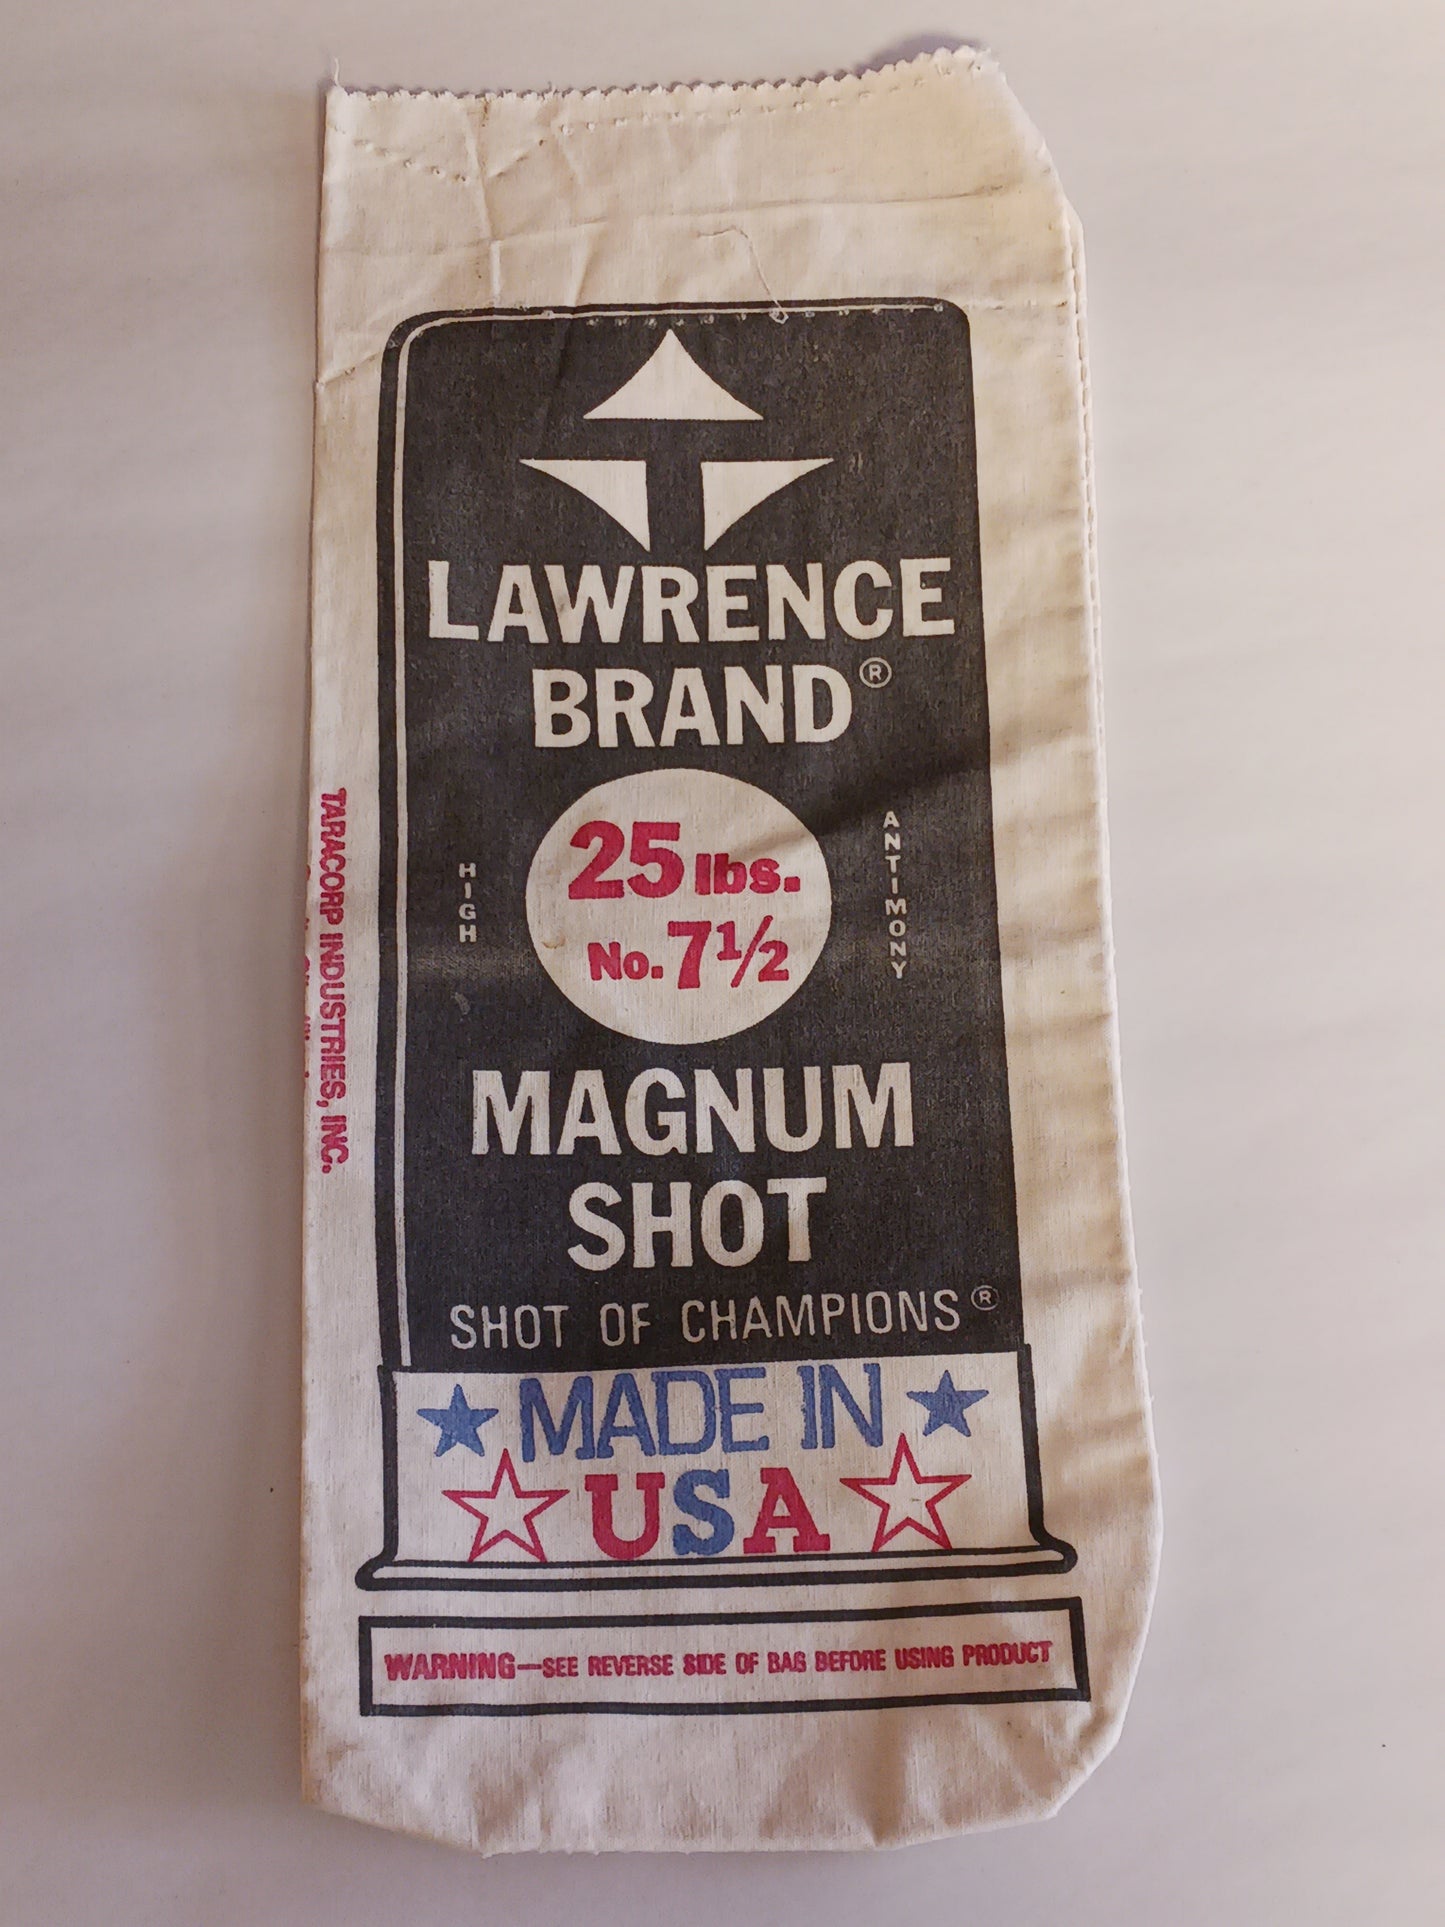 LAWRENCE
BRAND®
25 lbs.
No. 7½
HIGH
ANTIMONY
MAGNUM
SHOT
SHOT OF CHAMPIONS®
MADE IN
USA
WARNING—SEE REVERSE SIDE OF BAG BEFORE USING PRODUCT
TARACORP INDUSTRIES, INC.